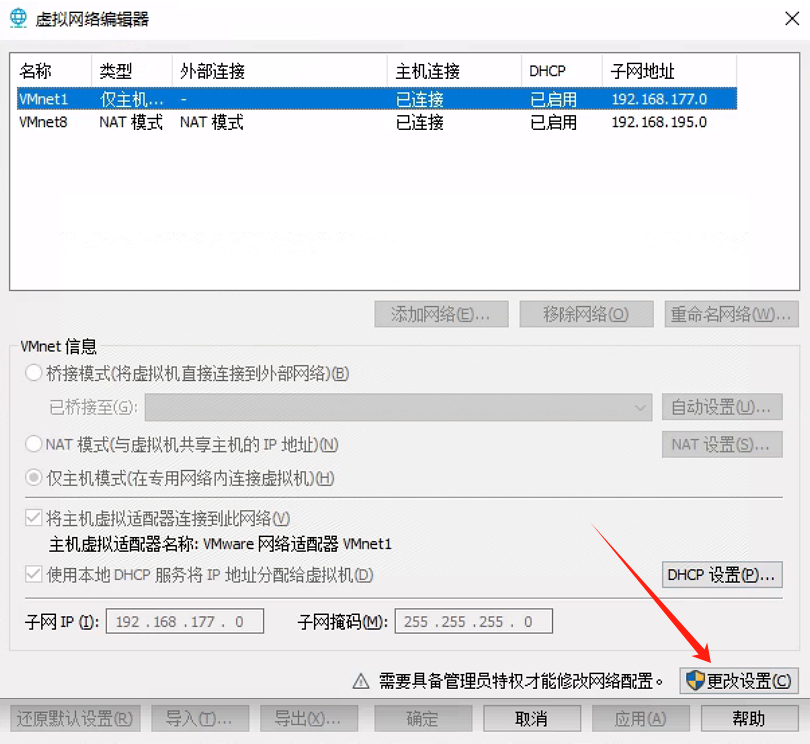 虚拟网络编辑器
名称 类型 外部连接 主机连接 DHCP 子网地址
VMnet1 仅主机... - 已连接 已启用 192.168.177.0
VMnet8 NAT 模式 NAT 模式 已连接 已启用 192.168.195.0
添加网络(E)... 移除网络(O) 重命名网络(W)...
VMnet 信息
桥接模式(将虚拟机直接连接到外部网络)(B)
已桥接至(G): 自动设置(U)...
NAT 模式(与虚拟机共享主机的 IP 地址)(N) NAT 设置(S)...
仅主机模式(在专用网络内连接虚拟机)(H)
将主机虚拟适配器连接到此网络(V)
主机虚拟适配器名称: VMware 网络适配器 VMnet1
使用本地 DHCP 服务将 IP 地址分配给虚拟机(D) DHCP 设置(P)...
子网 IP (I): 192 . 168 . 177 . 0 子网掩码(M): 255 . 255 . 255 . 0
需要具备管理员特权才能修改网络配置。 更改设置(C)
还原默认设置(R) 导入(T)... 导出(X)... 确定 取消 应用(A) 帮助